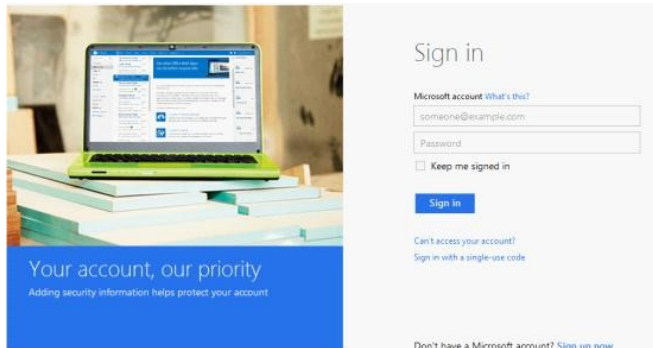 Your account, our priority
Adding security information helps protect your account
Sign in
Microsoft account What's this?
someone@example.com
Password
Keep me signed in
Sign in
Can't access your account?
Sign in with a single-use code
Don't have a Microsoft account? Sign up now